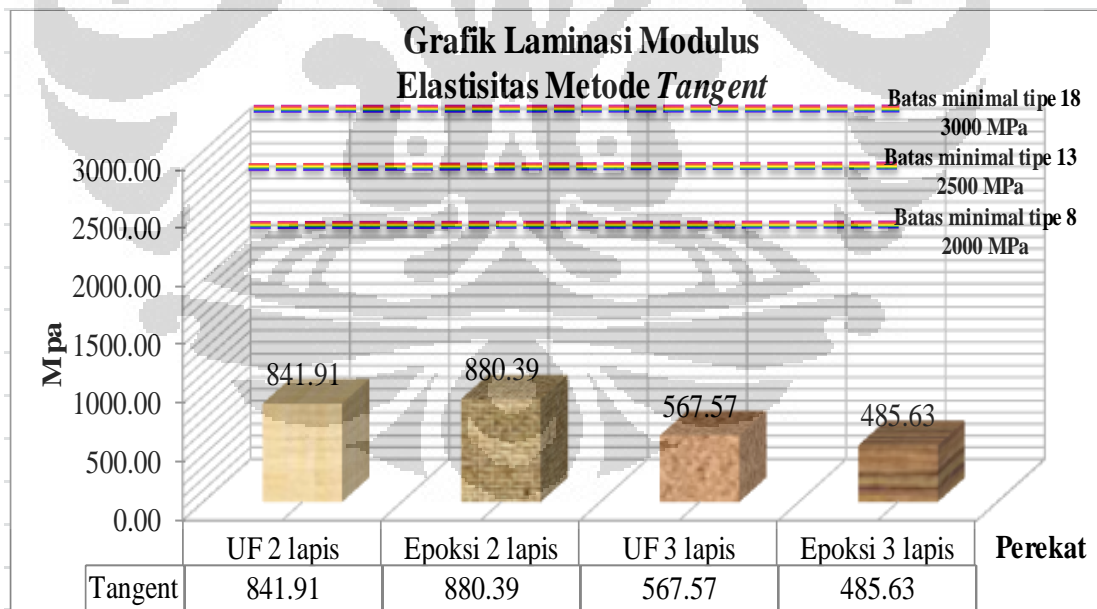 Grafik Laminasi Modulus
Elastisitas Metode Tangent
Batas minimal tipe 18
3000 MPa
Batas minimal tipe 13
2500 MPa
Batas minimal tipe 8
2000 MPa
3000.00
2500.00
2000.00
1500.00
1000.00
500.00
0.00
Mpa
841.91
880.39
567.57
485.63
UF 2 lapis Epoksi 2 lapis UF 3 lapis Epoksi 3 lapis Perekat
Tangent 841.91 880.39 567.57 485.63